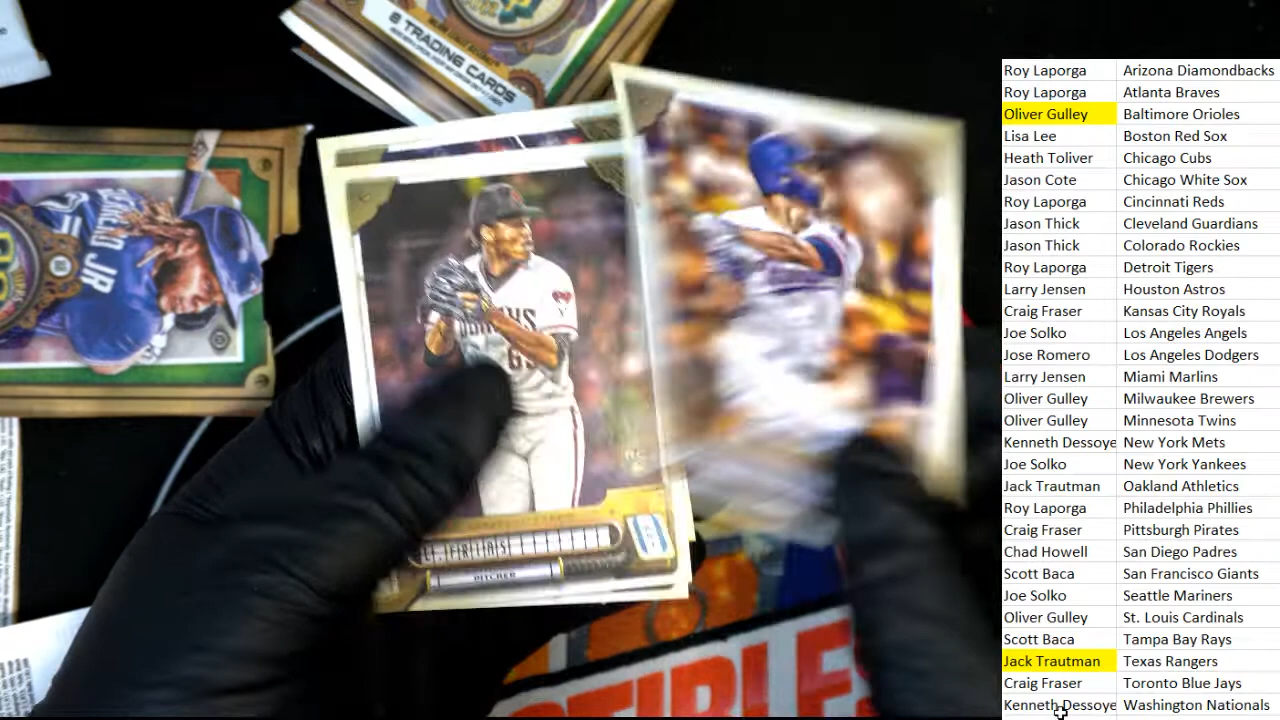 8 TRADING CARDS
GUERRERO JR
PITCHER
Roy Laporga Arizona Diamondbacks
Roy Laporga Atlanta Braves
Oliver Gulley Baltimore Orioles
Lisa Lee Boston Red Sox
Heath Toliver Chicago Cubs
Jason Cote Chicago White Sox
Roy Laporga Cincinnati Reds
Jason Thick Cleveland Guardians
Jason Thick Colorado Rockies
Roy Laporga Detroit Tigers
Larry Jensen Houston Astros
Craig Fraser Kansas City Royals
Joe Solko Los Angeles Angels
Jose Romero Los Angeles Dodgers
Larry Jensen Miami Marlins
Oliver Gulley Milwaukee Brewers
Oliver Gulley Minnesota Twins
Kenneth Dessoye New York Mets
Joe Solko New York Yankees
Jack Trautman Oakland Athletics
Roy Laporga Philadelphia Phillies
Craig Fraser Pittsburgh Pirates
Chad Howell San Diego Padres
Scott Baca San Francisco Giants
Joe Solko Seattle Mariners
Oliver Gulley St. Louis Cardinals
Scott Baca Tampa Bay Rays
Jack Trautman Texas Rangers
Craig Fraser Toronto Blue Jays
Kenneth Dessoye Washington Nationals